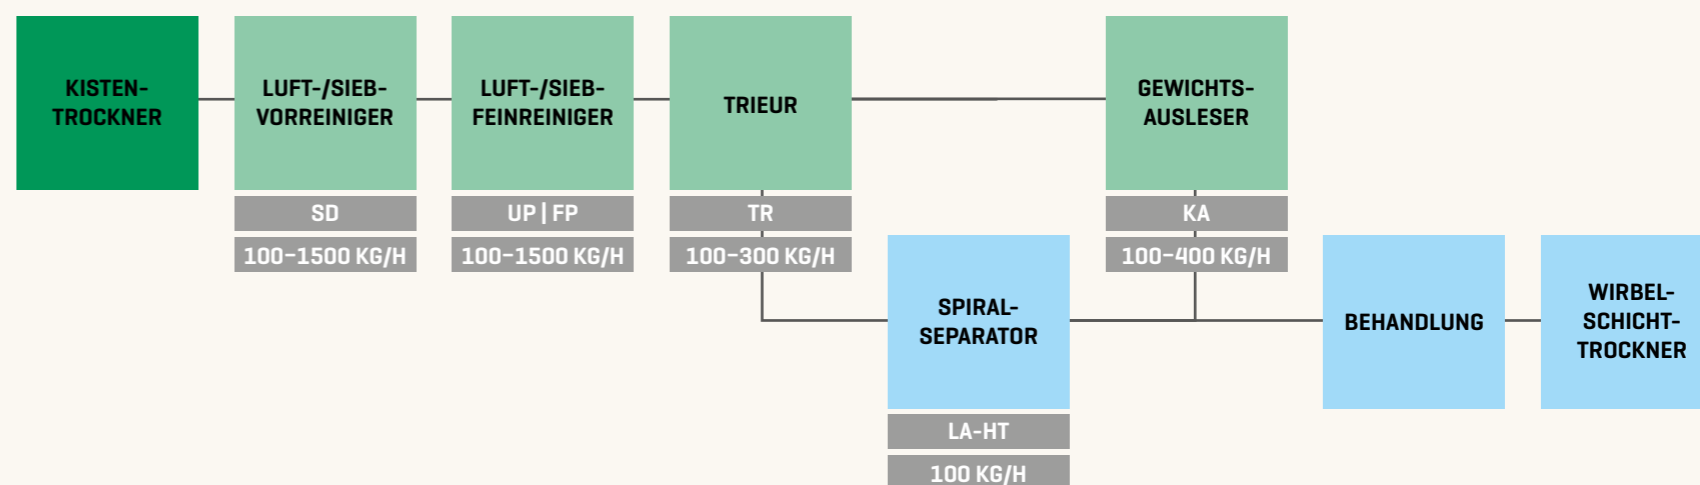 KISTEN-
TROCKNER
LUFT-/SIEB-
VORREINIGER
SD
100–1500 KG/H
LUFT-/SIEB-
FEINREINIGER
UP | FP
100–1500 KG/H
TRIEUR
TR
100–300 KG/H
GEWICHTS-
AUSLESER
KA
100–400 KG/H
SPIRAL-
SEPARATOR
LA-HT
100 KG/H
BEHANDLUNG
WIRBEL-
SCHICHT-
TROCKNER